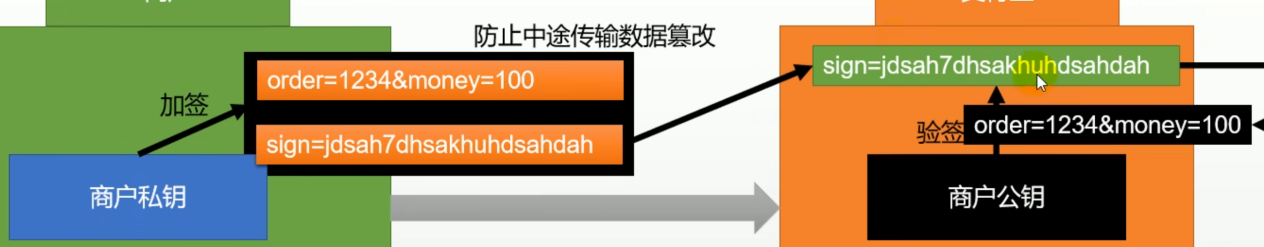 防止中途传输数据篡改
order=1234&money=100
加签
sign=jdsah7dhsakhuhdsahdah
商户私钥
sign=jdsah7dhsakhuhdsahdah
验签
order=1234&money=100
商户公钥